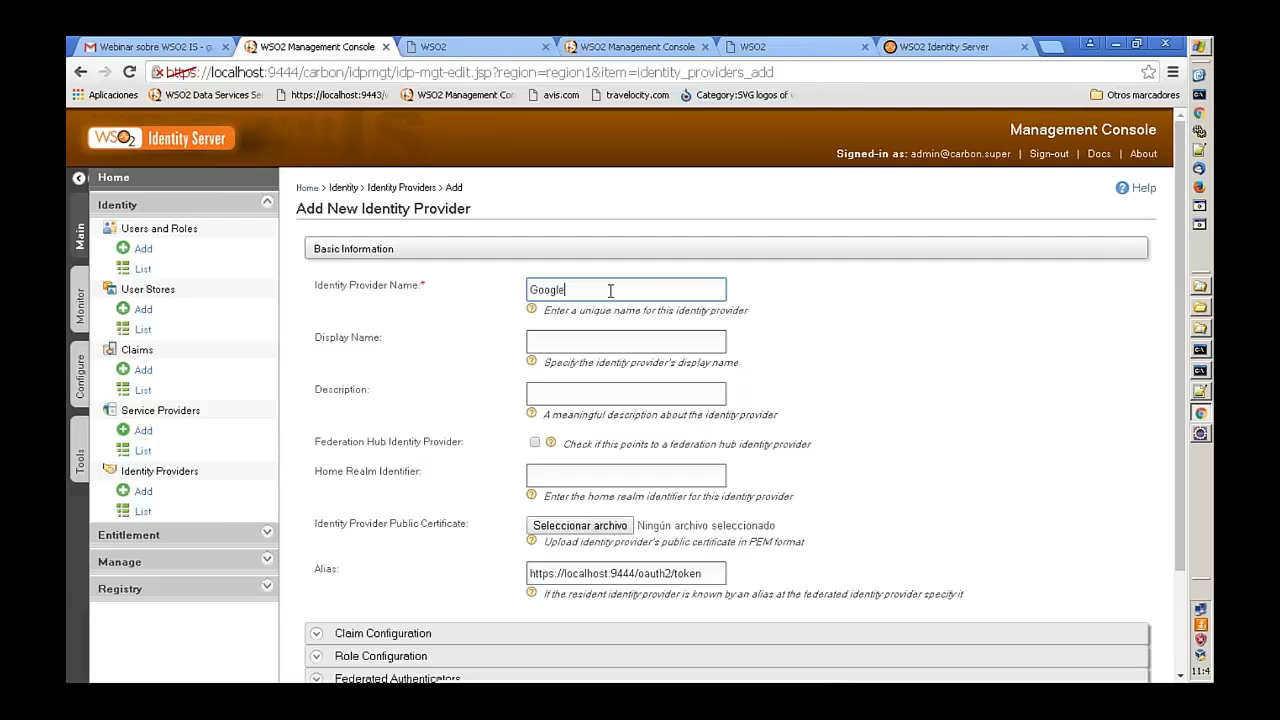 Webinar sobre WSO2 IS - g
WSO2 Management Console
WSO2
WSO2 Management Console
WSO2
WSO2 Identity Server
https://localhost:9444/carbon/idpmgt/idp-mgt-edit.jsp?region=region1&item=identity_providers_add
Aplicaciones
WSO2 Data Services Se
https://localhost:9443/
WSO2 Management Cor
avis.com
travelocity.com
Category:SVG logos of
Otros marcadores
WSO2 Identity Server
Management Console
Signed-in as: admin@carbon.super | Sign-out | Docs | About
Home
Identity
Users and Roles
Add
List
User Stores
Add
List
Claims
Add
List
Service Providers
Add
List
Identity Providers
Add
List
Entitlement
Manage
Registry
Main
Monitor
Configure
Tools
Home > Identity > Identity Providers > Add
Help
Add New Identity Provider
Basic Information
Identity Provider Name:*
Google
Enter a unique name for this identity provider
Display Name:
Specify the identity provider's display name
Description:
A meaningful description about the identity provider
Federation Hub Identity Provider:
Check if this points to a federation hub identity provider
Home Realm Identifier:
Enter the home realm identifier for this identity provider
Identity Provider Public Certificate:
Seleccionar archivo Ningún archivo seleccionado
Upload identity provider's public certificate in PEM format
Alias:
https://localhost:9444/oauth2/token
If the resident identity provider is known by an alias at the federated identity provider specify it
Claim Configuration
Role Configuration
Federated Authenticators
11:4